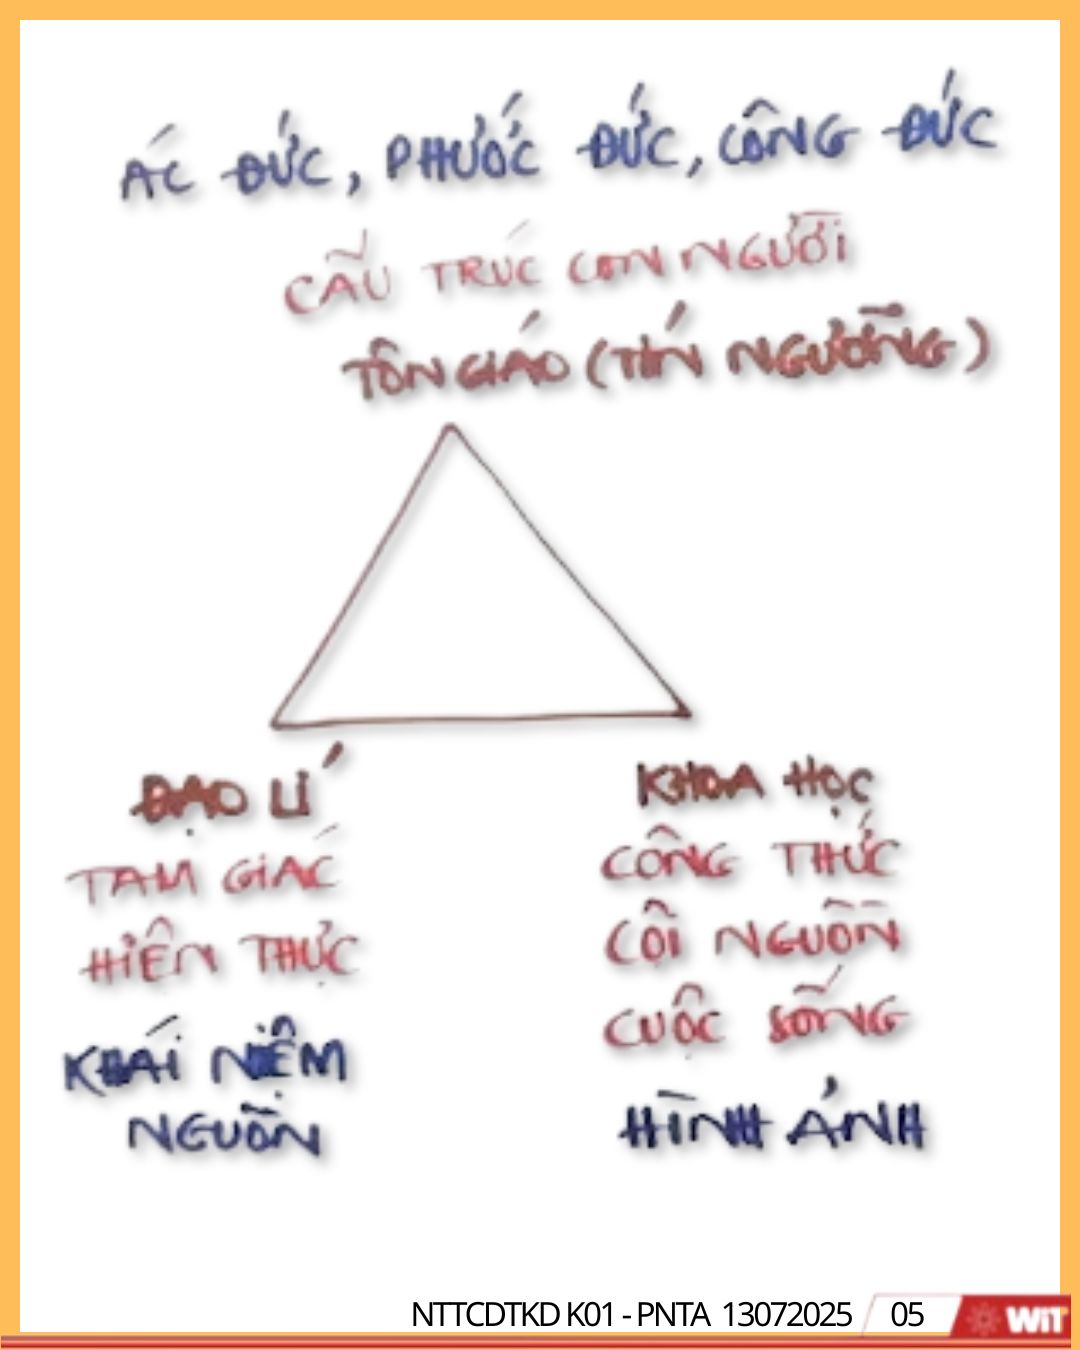 ÁC ĐỨC, PHƯỚC ĐỨC, CÔNG ĐỨC
CẤU TRÚC CON NGƯỜI
TÔN GIÁO (TÍN NGƯỠNG)
ĐẠO LÍ
TAM GIÁC
HIỆN THỰC
KHÁI NIỆM
NGUỒN
KHOA HỌC
CÔNG THỨC
CỘI NGUỒN
CUỘC SỐNG
HÌNH ẢNH
NTTCDTKD K01 - PNTA 13072025 05
WiT